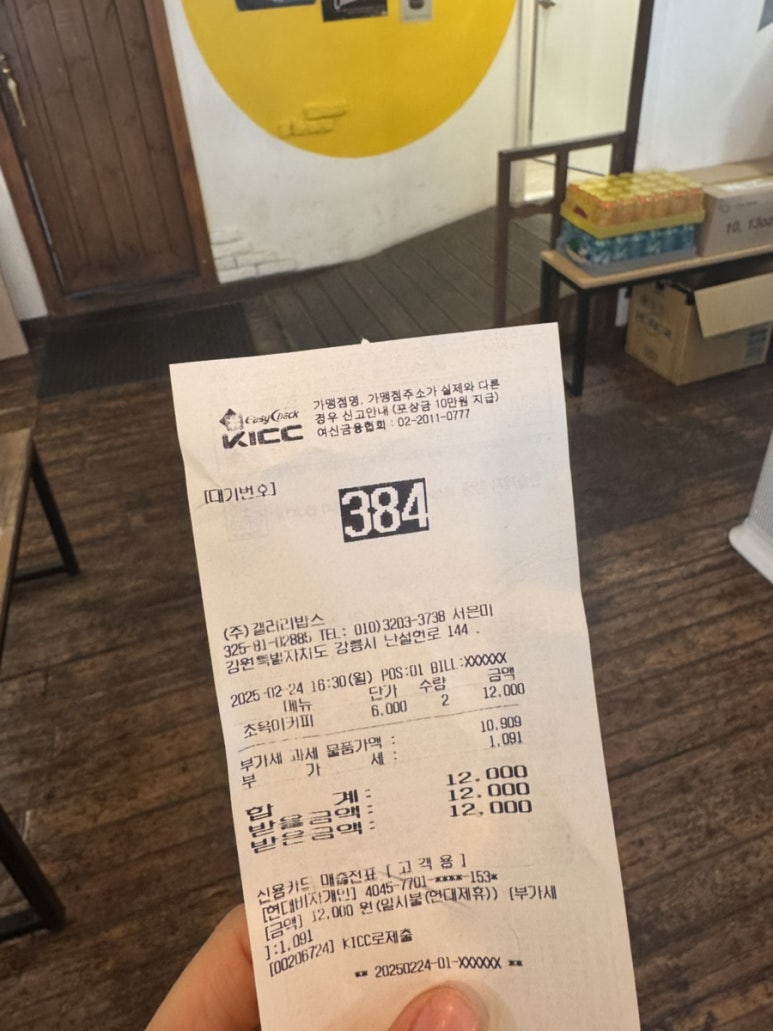 EasyCheck
KICC
가맹점명, 가맹점주소가 실제와 다른
경우 신고안내 (포상금 10만원 지급)
여신금융협회 : 02-2011-0777
[대기번호]
384
(주)갤러리밥스
325-81-02885 TEL: 010)3203-3738 서은미
강원특별자치도 강릉시 난설헌로 144 .
2025-02-24 16:30(월) POS:01 BILL:XXXXXX
메뉴 단가 수량 금액
초옥이커피 6,000 2 12,000
부가세 과세 물품가액 : 10,909
부 가 세 : 1,091
합 계 : 12,000
받을금액 : 12,000
받은금액 : 12,000
신용카드 매출전표 [ 고 객 용 ]
[현대비자개인] 4045-7701-****-153*
[금액] 12,000 원(일시불(현대제휴)) [부가세
]:1,091
[00206724] KICC로제출
** 20250224-01-XXXXXX **